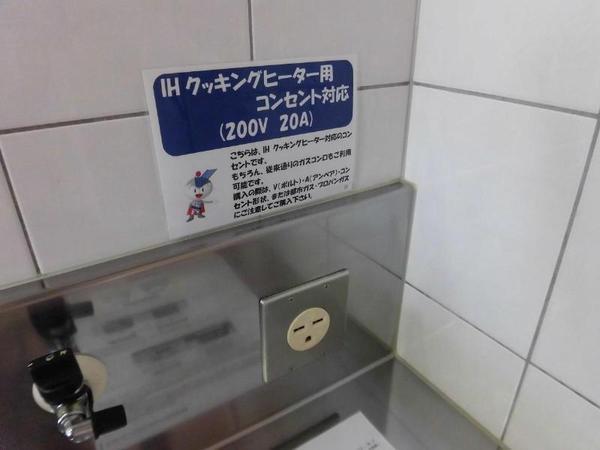 IH クッキングヒーター用
コンセント対応
(200V 20A)
こちらは、IH クッキングヒーター対応のコン
セントです。
もちろん、従来通りのガスコンロもご利用
可能です。
購入の際は、V(ボルト)・A(アンペア)・コン
セント形状、または都市ガス・プロパンガス
にご注意してご購入下さい。